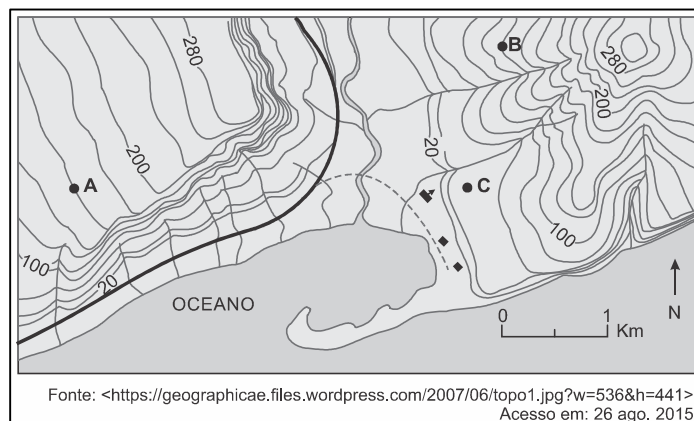 280
B
280
200
A
200
20
C
100
100
20
OCEANO
0 1
Km
N
Fonte: <https://geographicae.files.wordpress.com/2007/06/topo1.jpg?w=536&h=441>
Acesso em: 26 ago. 2015